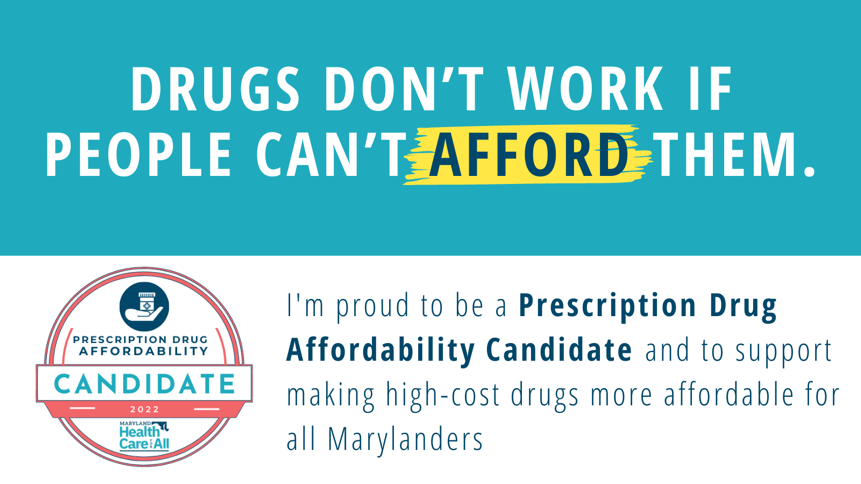 DRUGS DON'T WORK IF
PEOPLE CAN'T AFFORD THEM.
PRESCRIPTION DRUG
AFFORDABILITY
CANDIDATE
2022
MARYLAND
Health
Care for All
I'm proud to be a Prescription Drug
Affordability Candidate and to support
making high-cost drugs more affordable for
all Marylanders